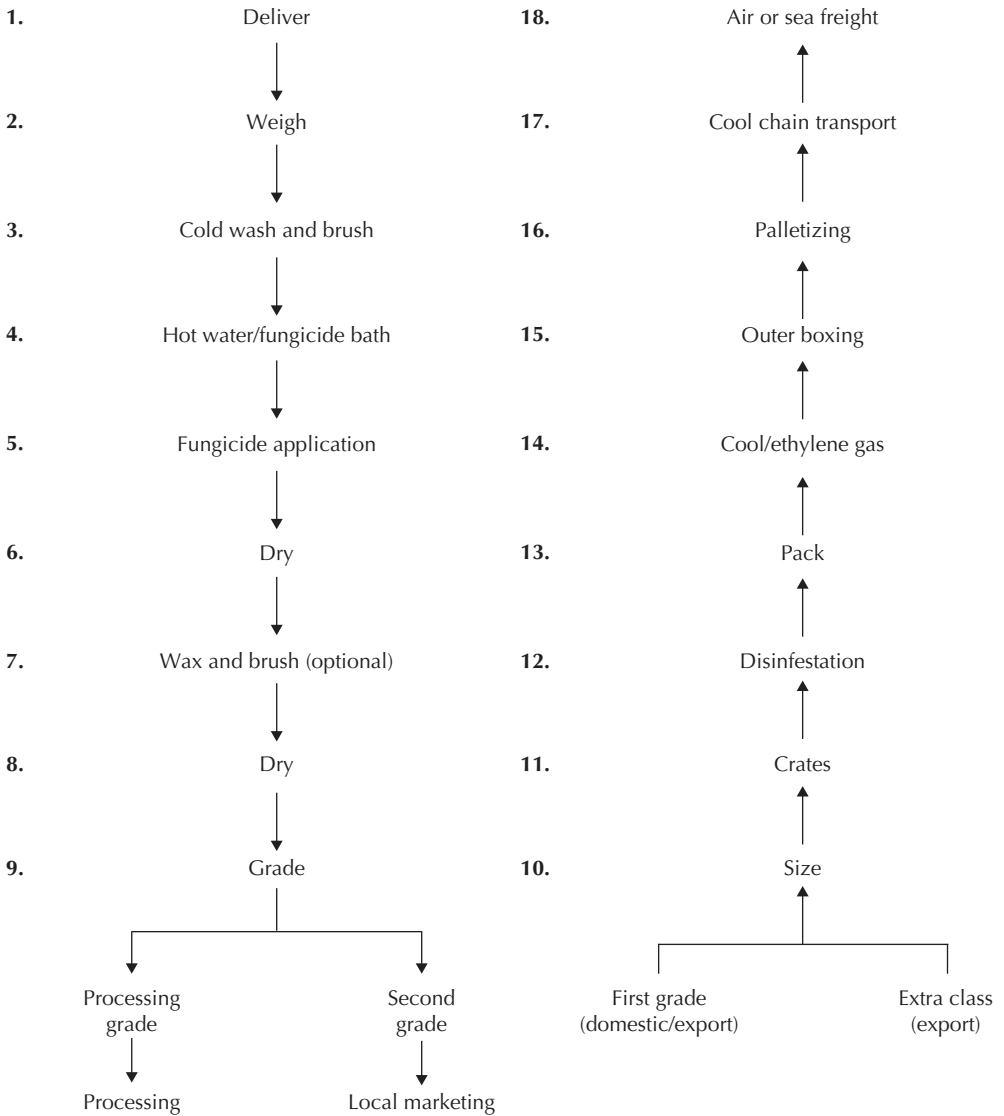 1. Deliver
2. Weigh
3. Cold wash and brush
4. Hot water/fungicide bath
5. Fungicide application
6. Dry
7. Wax and brush (optional)
8. Dry
9. Grade
Processing
grade
Second
grade
Processing
Local marketing
18. Air or sea freight
17. Cool chain transport
16. Palletizing
15. Outer boxing
14. Cool/ethylene gas
13. Pack
12. Disinfestation
11. Crates
10. Size
First grade
(domestic/export)
Extra class
(export)